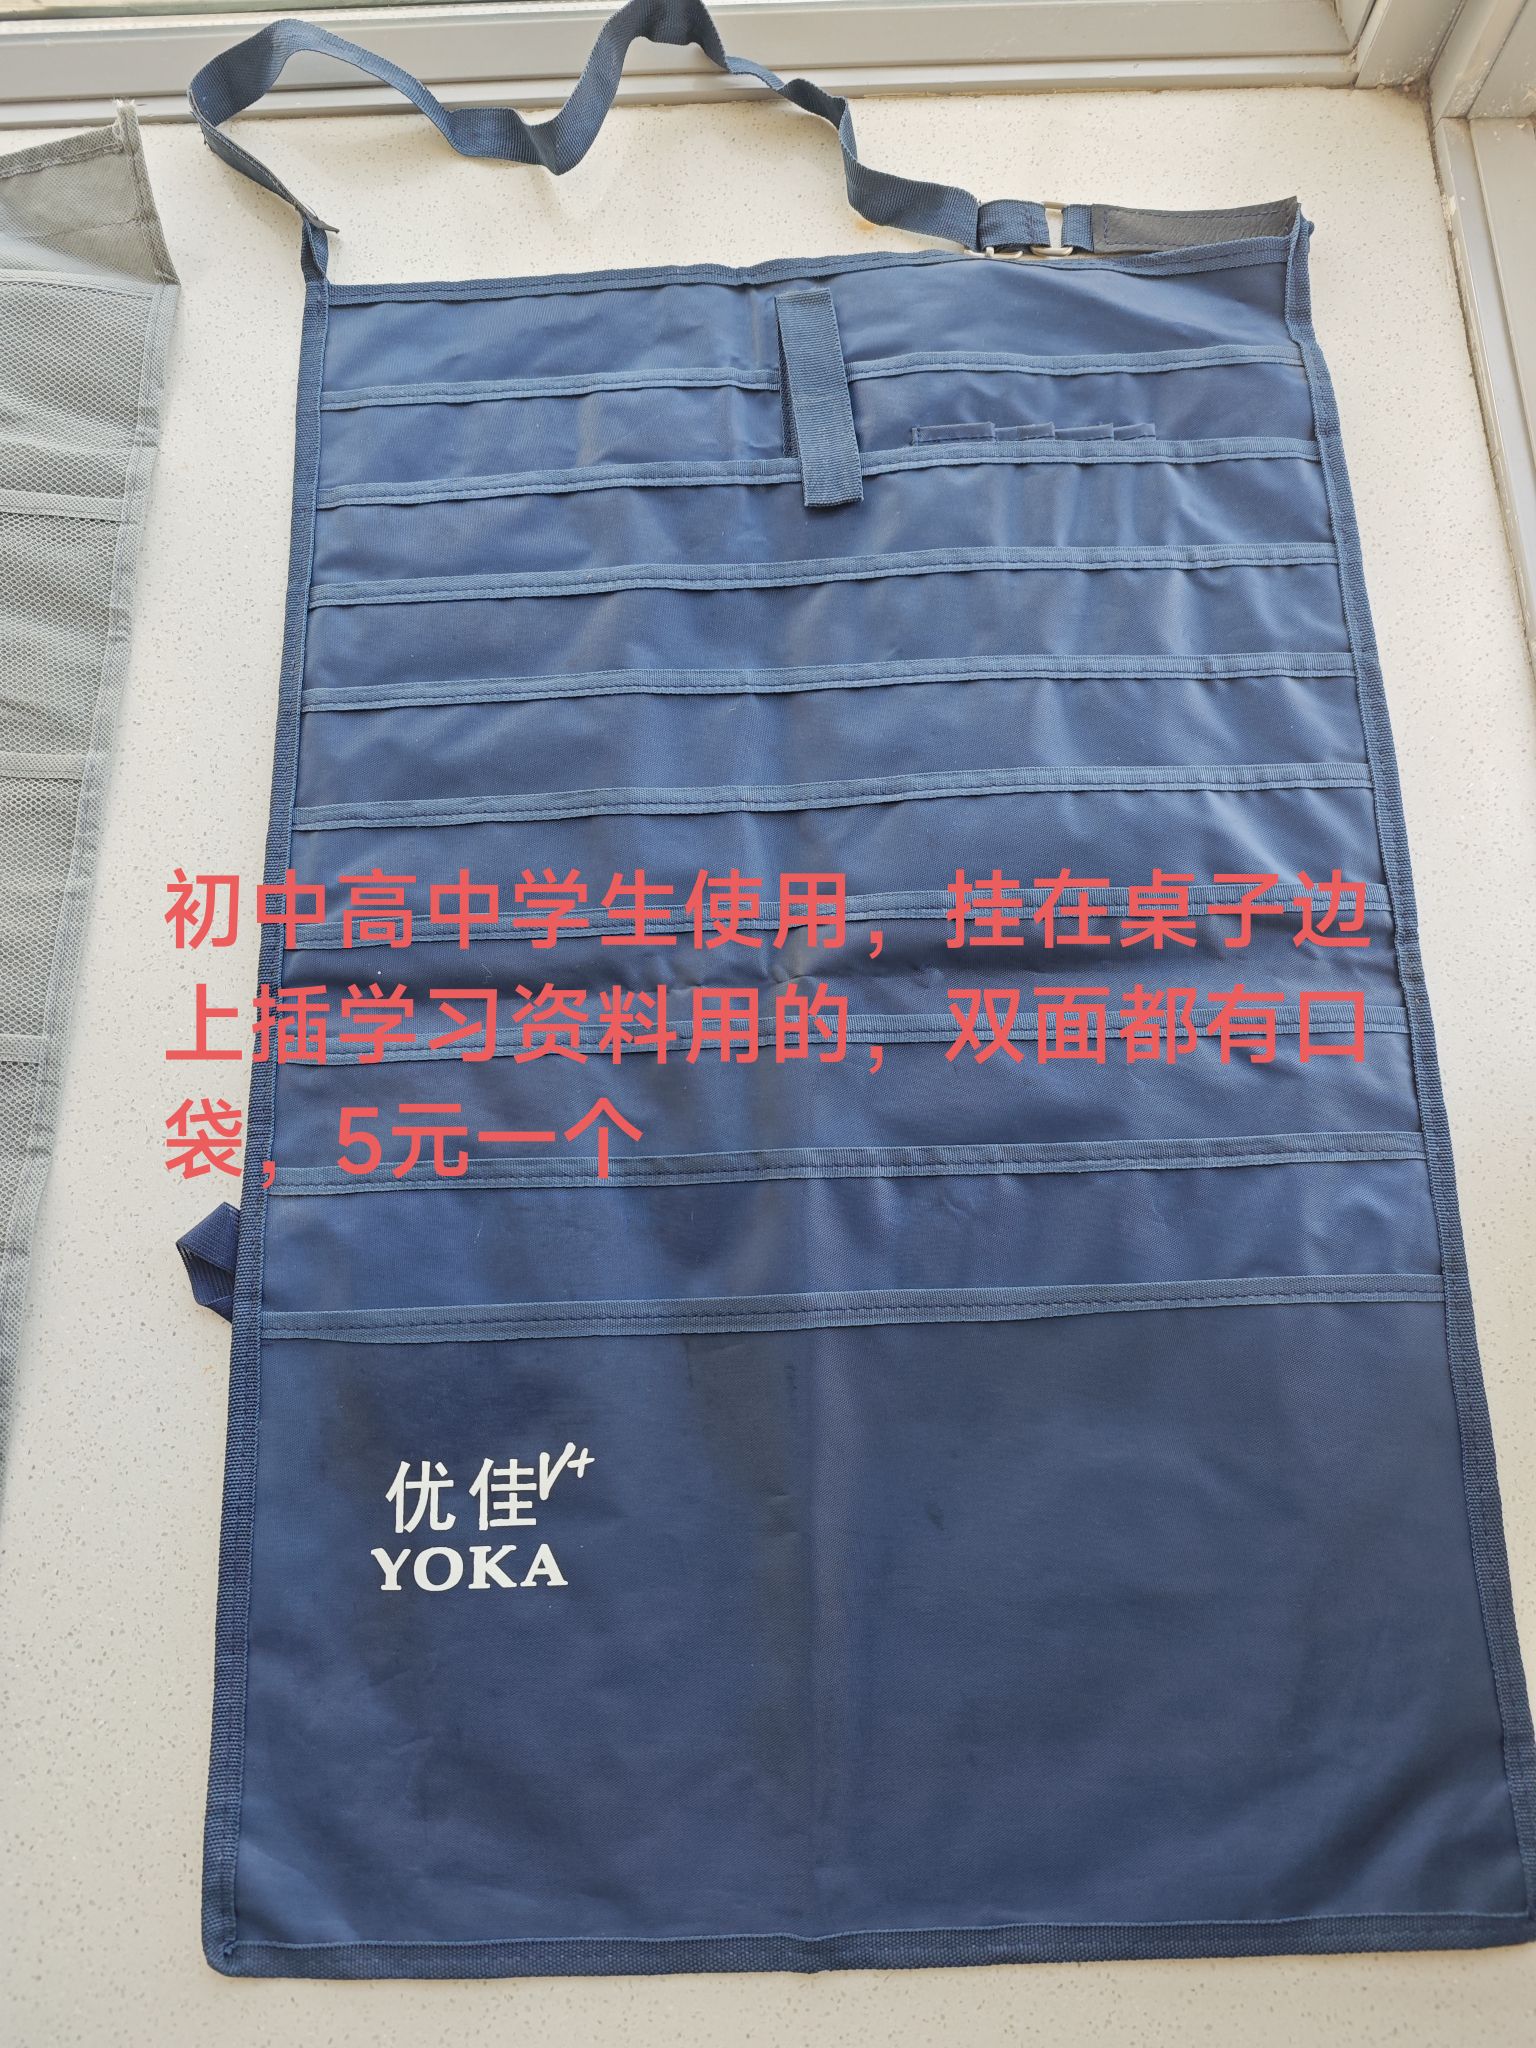 初中高中学生使用，挂在桌子边
上插学习资料用的，双面都有口
袋，5元一个
优佳V+
YOKA